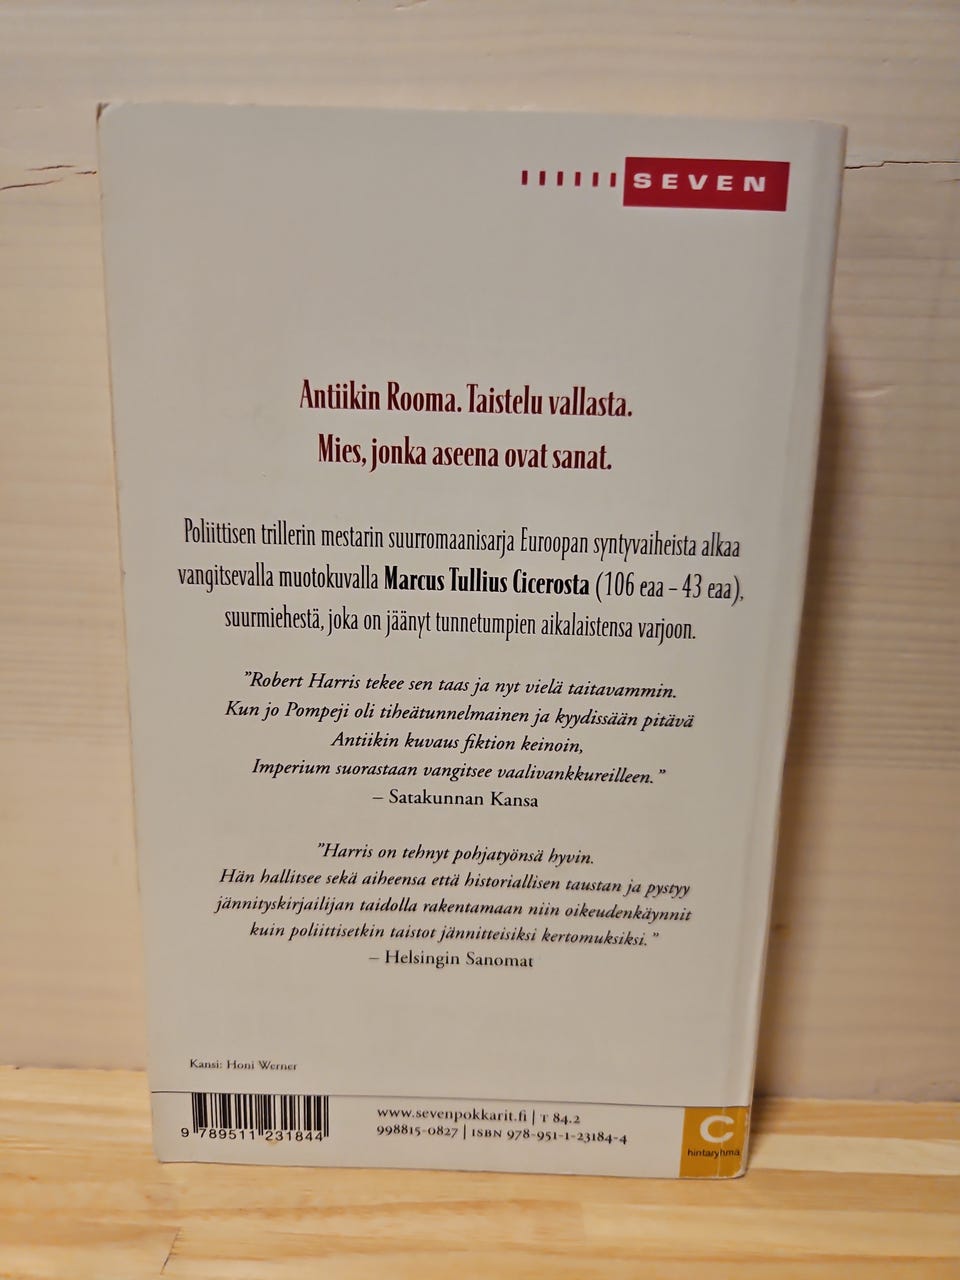 SEVEN
Antiikin Rooma. Taistelu vallasta.
Mies, jonka aseena ovat sanat.
Poliittisen trillerin mestarin suurromaanisarja Euroopan syntyvaiheista alkaa
vangitsevalla muotokuvalla Marcus Tullius Cicerosta (106 eaa – 43 eaa),
suurmiehestä, joka on jäänyt tunnetumpien aikalaistensa varjoon.
”Robert Harris tekee sen taas ja nyt vielä taitavammin.
Kun jo Pompeji oli tiheätunnelmainen ja kyydissään pitävä
Antiikin kuvaus fiktion keinoin,
Imperium suorastaan vangitsee vaalivankkureilleen.”
– Satakunnan Kansa
”Harris on tehnyt pohjatyönsä hyvin.
Hän hallitsee sekä aiheensa että historiallisen taustan ja pystyy
jännityskirjailijan taidolla rakentamaan niin oikeudenkäynnit
kuin poliittisetkin taistot jännitteisiksi kertomuksiksi.”
– Helsingin Sanomat
Kansi: Honi Werner
9 789511 231844
www.sevenpokkarit.fi | T 84.2
998815-0827 | ISBN 978-951-1-23184-4
C
hintaryhmä